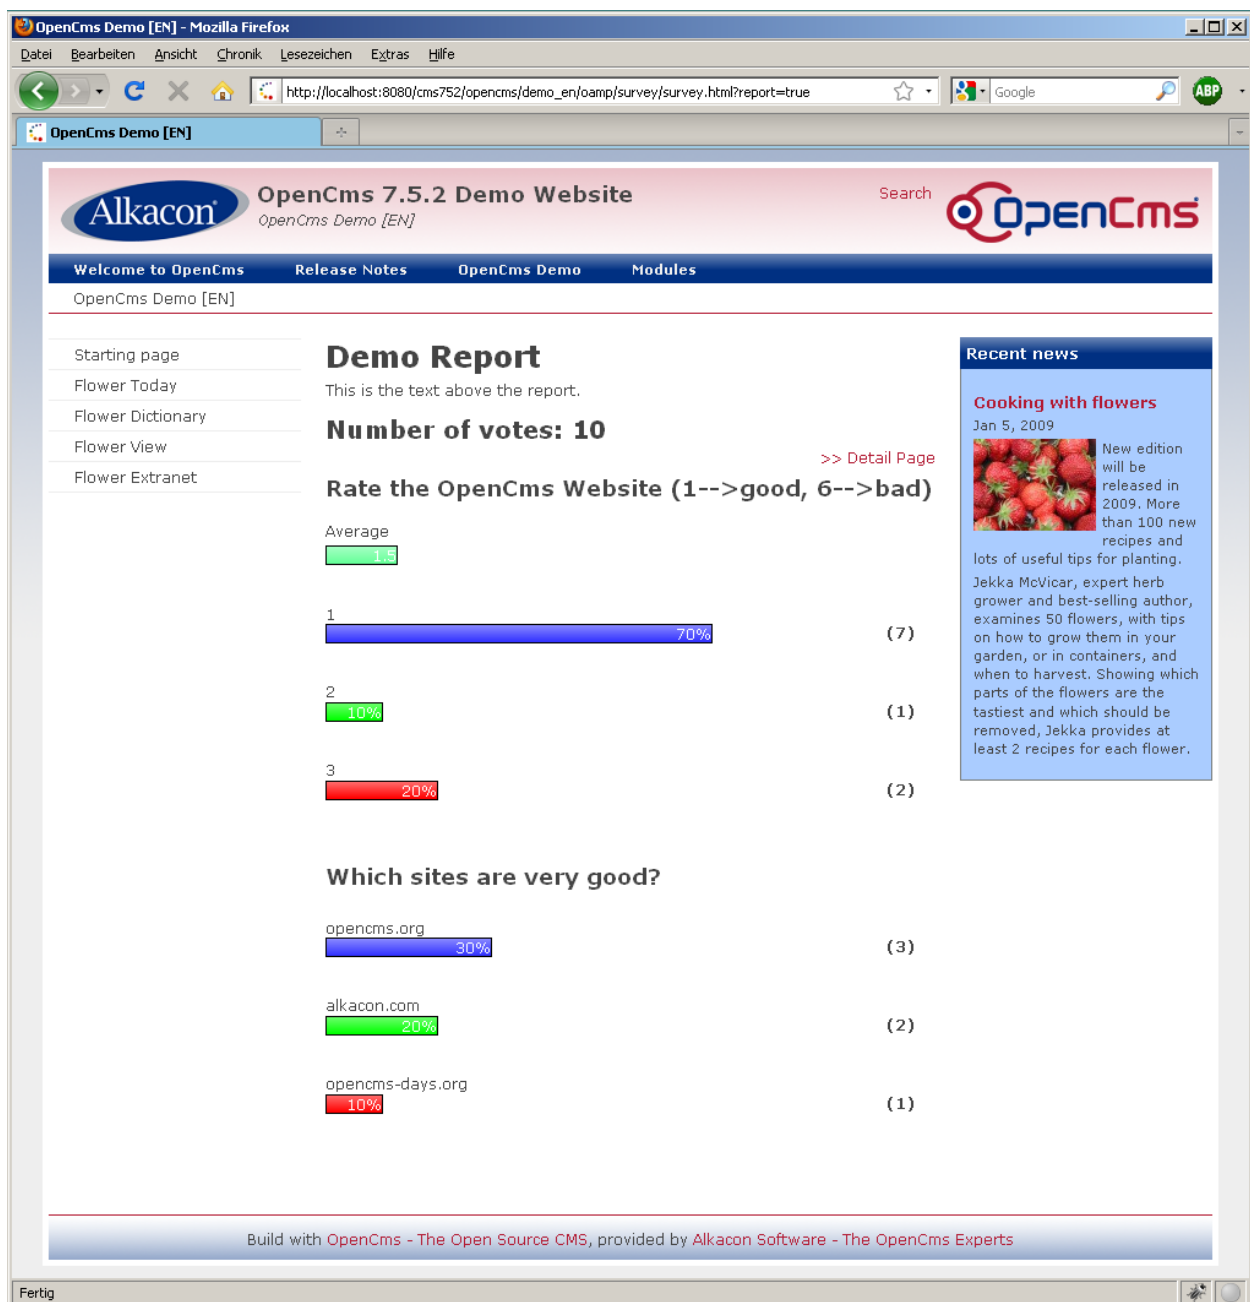 OpenCms Demo [EN] - Mozilla Firefox
Datei Bearbeiten Ansicht Chronik Lesezeichen Extras Hilfe
http://localhost:8080/cms752/opencms/demo_en/oamp/survey/survey.html?report=true
Google
ABP
OpenCms Demo [EN]
Alkacon
OpenCms 7.5.2 Demo Website
OpenCms Demo [EN]
Search
OpenCms
Welcome to OpenCms Release Notes OpenCms Demo Modules
OpenCms Demo [EN]
Starting page
Flower Today
Flower Dictionary
Flower View
Flower Extranet
Demo Report
This is the text above the report.
Number of votes: 10
>> Detail Page
Rate the OpenCms Website (1-->good, 6-->bad)
Average
1.5
1
70% (7)
2
10% (1)
3
20% (2)
Which sites are very good?
opencms.org
30% (3)
alkacon.com
20% (2)
opencms-days.org
10% (1)
Recent news
Cooking with flowers
Jan 5, 2009
New edition
will be
released in
2009. More
than 100 new
recipes and
lots of useful tips for planting.
Jekka McVicar, expert herb
grower and best-selling author,
examines 50 flowers, with tips
on how to grow them in your
garden, or in containers, and
when to harvest. Showing which
parts of the flowers are the
tastiest and which should be
removed, Jekka provides at
least 2 recipes for each flower.
Build with OpenCms - The Open Source CMS, provided by Alkacon Software - The OpenCms Experts
Fertig